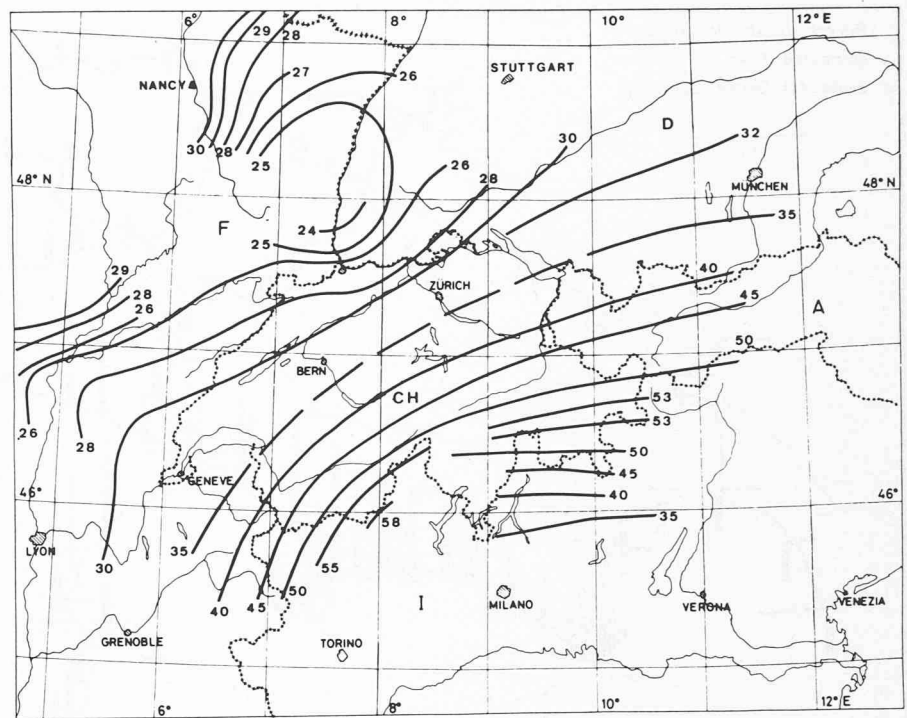 6° 8° 10° 12°E
29
28
27
26
NANCY
STUTTGART
30 28
25
D
30
32
26
28
48°N
MÜNCHEN
48°N
F
24
25
35
29
28
26
ZÜRICH
40
45
A
50
BERN
CH
53
53
26
28
50
GENEVE
45
46°
40
46°
58
35
LYON
35
30
55
50
40
45
I
MILANO
VERONA
VENEZIA
GRENOBLE
TORINO
6° 8° 10° 12°E